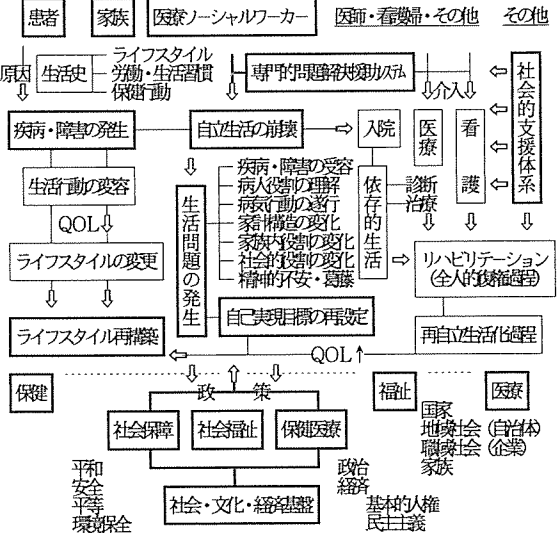 患者 家族 医療ソーシャルワーカー 医師・看護婦・その他 その他
ライフスタイル
原因 生活史 労働・生活習慣
保健行動
専門的問題解決援助システム
介入
社会的支援体系
疾病・障害の発生 自立生活の崩壊 入院 医療 看護
生活行動の変容
QOL
ライフスタイルの変更
ライフスタイル再構築
生活問題の発生
疾病・障害の受容
病人役割の理解
病気行動の遂行
家計構造の変化
家族内役割の変化
社会的役割の変化
精神的不安・葛藤
依存的生活
診断
治療
リハビリテーション
(全人的復権過程)
自己実現目標の再設定
再自立生活化過程
QOL↑
保健 政策 福祉 医療
社会保障 社会福祉 保健医療
国家
地域社会(自治体)
職域社会(企業)
家族
平和
安全
平等
環境保全
社会・文化・経済基盤
政治
経済
基本的人権
民主主義